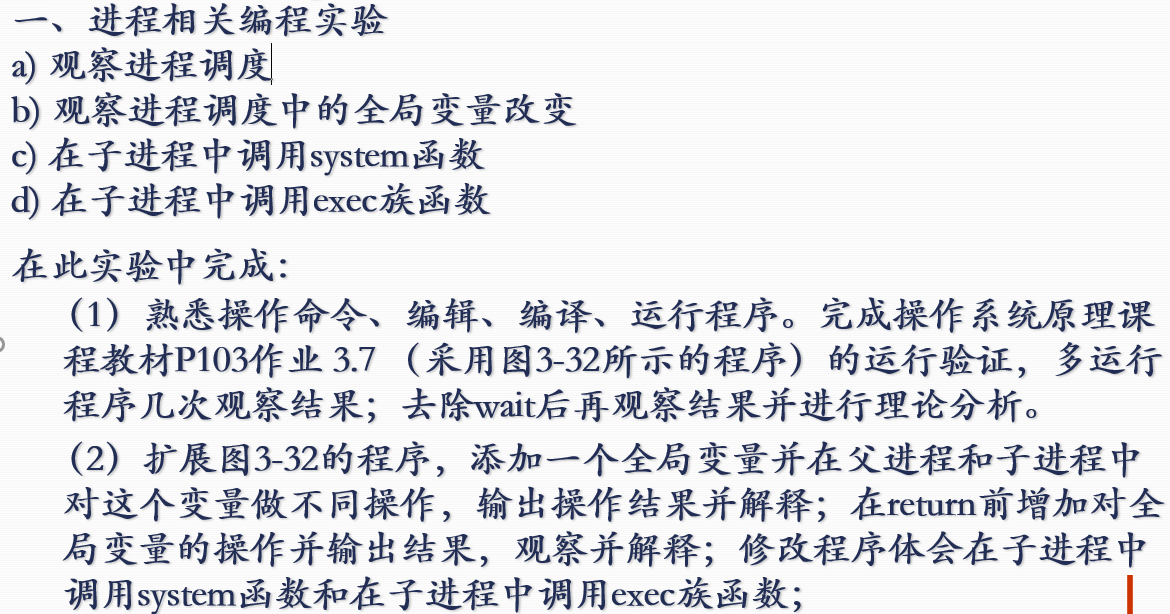 一、进程相关编程实验
a) 观察进程调度
b) 观察进程调度中的全局变量改变
c) 在子进程中调用system函数
d) 在子进程中调用exec族函数
在此实验中完成：
（1）熟悉操作命令、编辑、编译、运行程序。完成操作系统原理课
程教材P103作业 3.7 （采用图3-32所示的程序）的运行验证，多运行
程序几次观察结果；去除wait后再观察结果并进行理论分析。
（2）扩展图3-32的程序，添加一个全局变量并在父进程和子进程中
对这个变量做不同操作，输出操作结果并解释；在return前增加对全
局变量的操作并输出结果，观察并解释；修改程序体会在子进程中
调用system函数和在子进程中调用exec族函数；